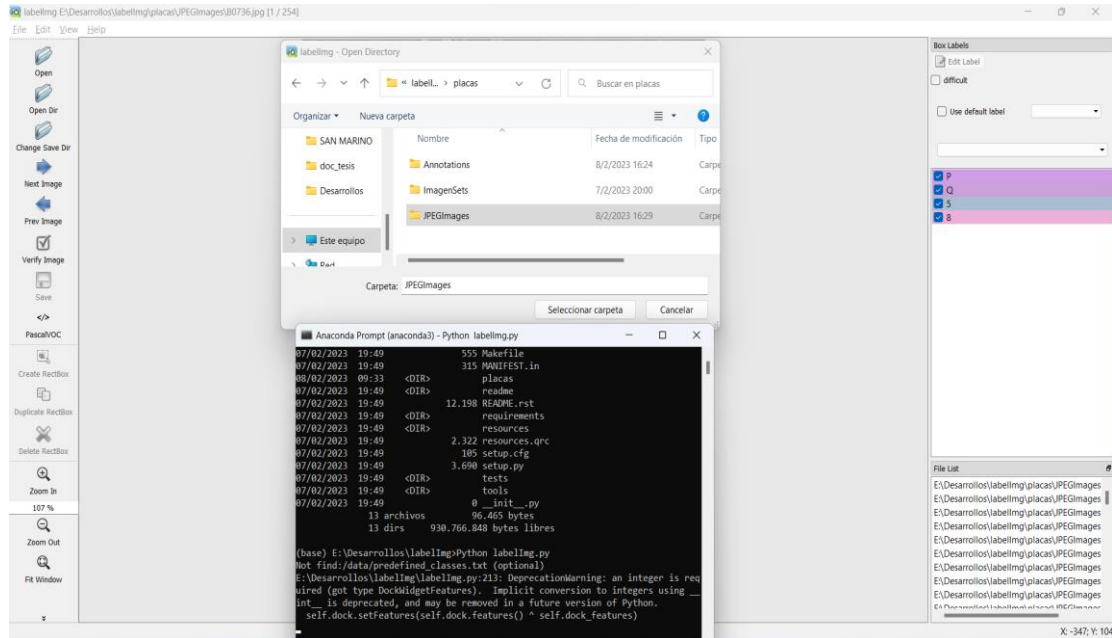 labelImg E:\Desarrollos\labelImg\placas\JPEGImages\B0736.jpg [1 / 254]
File Edit View Help
Open
Open Dir
Change Save Dir
Next Image
Prev Image
Verify Image
Save
</>
PascalVOC
Create RectBox
Duplicate RectBox
Delete RectBox
Zoom In
107 %
Zoom Out
Fit Window
labelImg - Open Directory
« labelI... > placas
Buscar en placas
Organizar
Nueva carpeta
SAN MARINO
doc_tesis
Desarrollos
Este equipo
Red
Nombre Fecha de modificación Tipo
Annotations 8/2/2023 16:24 Carpe
ImagenSets 7/2/2023 20:00 Carpe
JPEGImages 8/2/2023 16:29 Carpe
Carpeta: JPEGImages
Seleccionar carpeta Cancelar
Anaconda Prompt (anaconda3) - Python labelImg.py
07/02/2023 19:49 555 Makefile
07/02/2023 19:49 315 MANIFEST.in
08/02/2023 09:33 <DIR> placas
07/02/2023 19:49 <DIR> readme
07/02/2023 19:49 12.198 README.rst
07/02/2023 19:49 <DIR> requirements
07/02/2023 19:49 <DIR> resources
07/02/2023 19:49 2.322 resources.qrc
07/02/2023 19:49 105 setup.cfg
07/02/2023 19:49 3.690 setup.py
07/02/2023 19:49 <DIR> tests
07/02/2023 19:49 <DIR> tools
07/02/2023 19:49 0 __init__.py
13 archivos 96.465 bytes
13 dirs 930.766.848 bytes libres
(base) E:\Desarrollos\labelImg>Python labelImg.py
Not find:/data/predefined_classes.txt (optional)
E:\Desarrollos\labelImg\labelImg.py:213: DeprecationWarning: an integer is req
uired (got type DockWidgetFeatures). Implicit conversion to integers using __
int__ is deprecated, and may be removed in a future version of Python.
self.dock.setFeatures(self.dock.features() ^ self.dock_features)
Box Labels
Edit Label
difficult
Use default label
P
Q
5
8
File List
E:\Desarrollos\labelImg\placas\JPEGImages
E:\Desarrollos\labelImg\placas\JPEGImages
E:\Desarrollos\labelImg\placas\JPEGImages
E:\Desarrollos\labelImg\placas\JPEGImages
E:\Desarrollos\labelImg\placas\JPEGImages
E:\Desarrollos\labelImg\placas\JPEGImages
E:\Desarrollos\labelImg\placas\JPEGImages
E:\Desarrollos\labelImg\placas\JPEGImages
E:\Desarrollos\labelImg\placas\JPEGImages
X: -347; Y: 104